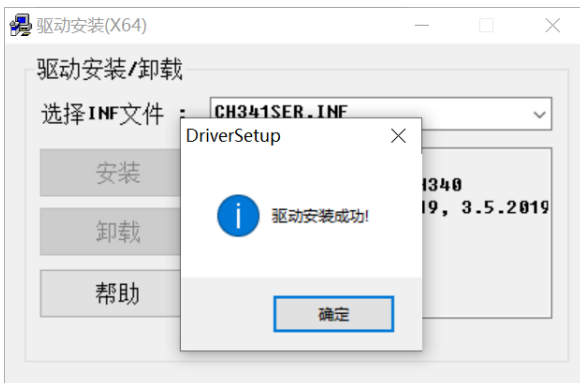 驱动安装(X64)
驱动安装/卸载
选择INF文件 : CH341SER.INF
DriverSetup
安装
H340
19, 3.5.2019
驱动安装成功!
卸载
帮助
确定